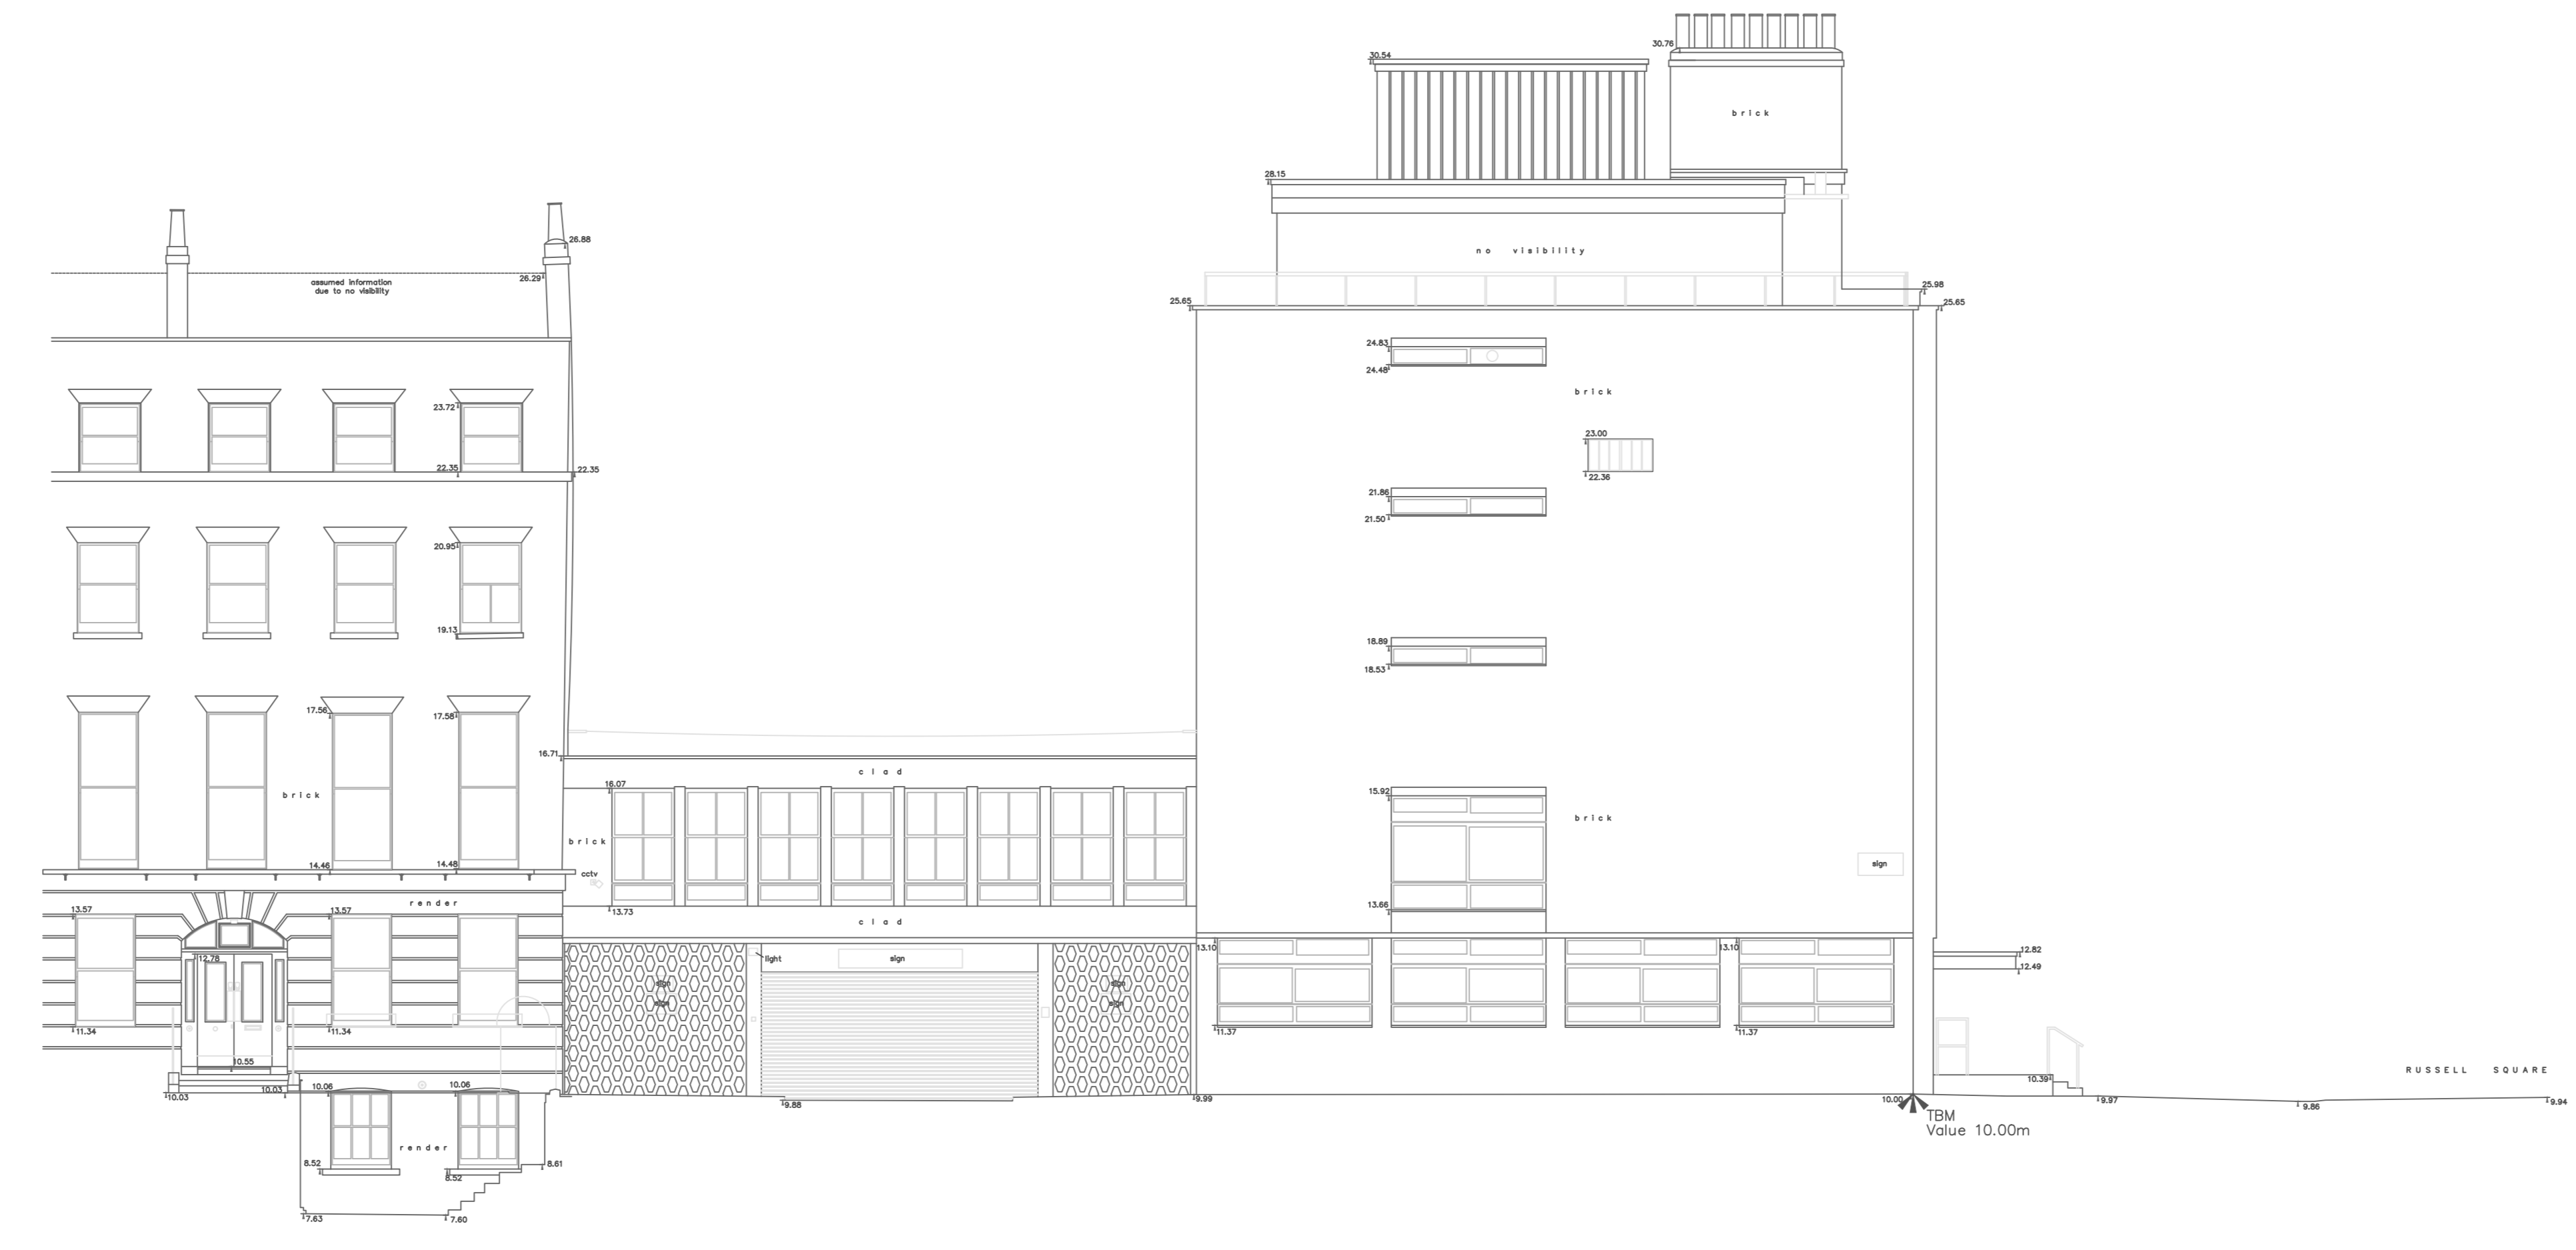 30.76
30.54
b r i c k
28.15
no visibility
26.88
26.29
assumed information
due to no visibility
25.98
25.65
25.65
24.83
24.48
b r i c k
23.72
23.00
22.35
22.35
22.36
21.86
21.50
20.95
19.13
18.89
18.53
17.56
17.58
16.71
c l a d
16.07
15.92
b r i c k
b r i c k
b r i c k
14.46
14.48
cctv
sign
render
13.57
13.57
13.73
13.66
c l a d
13.10
13.10
12.82
12.78
light
sign
12.49
sign
sign
sign
sign
11.34
11.34
11.37
11.37
10.55
RUSSELL SQUARE
10.39
10.03
10.03
10.06
10.06
9.88
9.99
10.00
9.97
9.86
9.94
TBM
Value 10.00m
render
8.52
8.52
8.61
7.63
7.60